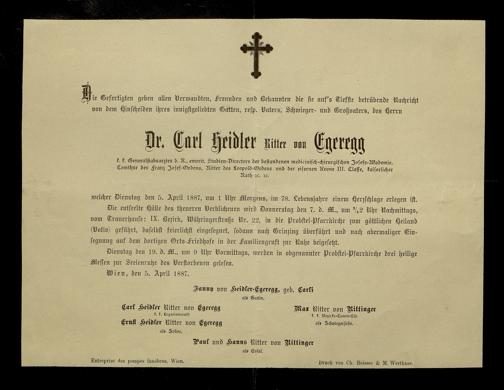 Die Gefertigten geben allen Verwandten, Freunden und Bekannten die sie auf's Tiefste betrübende Nachricht
von dem Hinscheiden ihres innigstgeliebten Gatten, resp. Vaters, Schwieger- und Großvaters, des Herrn
Dr. Carl Heidler Ritter von Egeregg
k. k. Generalstabsarztes d. R., emerit. Studien-Directors der bestandenen medicinisch-chirurgischen Josefs-Akademie,
Comthur des Franz Josef-Ordens, Ritter des Leopold-Ordens und der eisernen Krone III. Classe, kaiserlicher
Rath ꝛc. ꝛc.
welcher Dienstag den 5. April 1887, um 1 Uhr Morgens, im 78. Lebensjahre einem Herzschlage erlegen ist.
Die entseelte Hülle des theueren Verblichenen wird Donnerstag den 7. d. M., um 1/2 2 Uhr Nachmittags,
vom Trauerhause: IX. Bezirk, Währingerstraße Nr. 22, in die Probstei-Pfarrkirche zum göttlichen Heiland
(Votiv) geführt, daselbst feierlichst eingesegnet, sodann nach Grinzing überführt und nach abermaliger Ein-
segnung auf dem dortigen Orts-Friedhofe in der Familiengruft zur Ruhe beigesetzt.
Dienstag den 19. d. M., um 9 Uhr Vormittags, werden in obgenannter Probstei-Pfarrkirche drei heilige
Messen zur Seelenruhe des Verstorbenen gelesen.
Wien, den 5. April 1887.
Fanny von Heidler-Egeregg, geb. Carli
als Gattin.
Carl Heidler Ritter von Egeregg
Max Ritter von Rittinger
k. k.
k. k. Bezirks-Commissär
Ernst Heidler Ritter von Egeregg
als Schwiegersohn.
als Söhne.
Paul und Hanns Ritter von Rittinger
als Enkel.
Entreprise des pompes funèbres, Wien.
Druck von Ch. Reisser & M. Werthner.